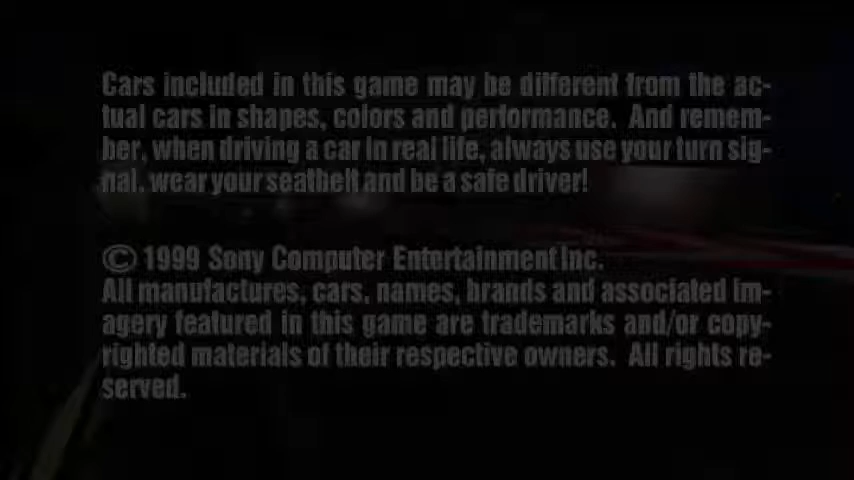 Cars included in this game may be different from the ac-
tual cars in shapes, colors and performance. And remem-
ber, when driving a car in real life, always use your turn sig-
nal, wear your seatbelt and be a safe driver!
© 1999 Sony Computer Entertainment Inc.
All manufactures, cars, names, brands and associated im-
agery featured in this game are trademarks and/or copy-
righted materials of their respective owners. All rights re-
served.